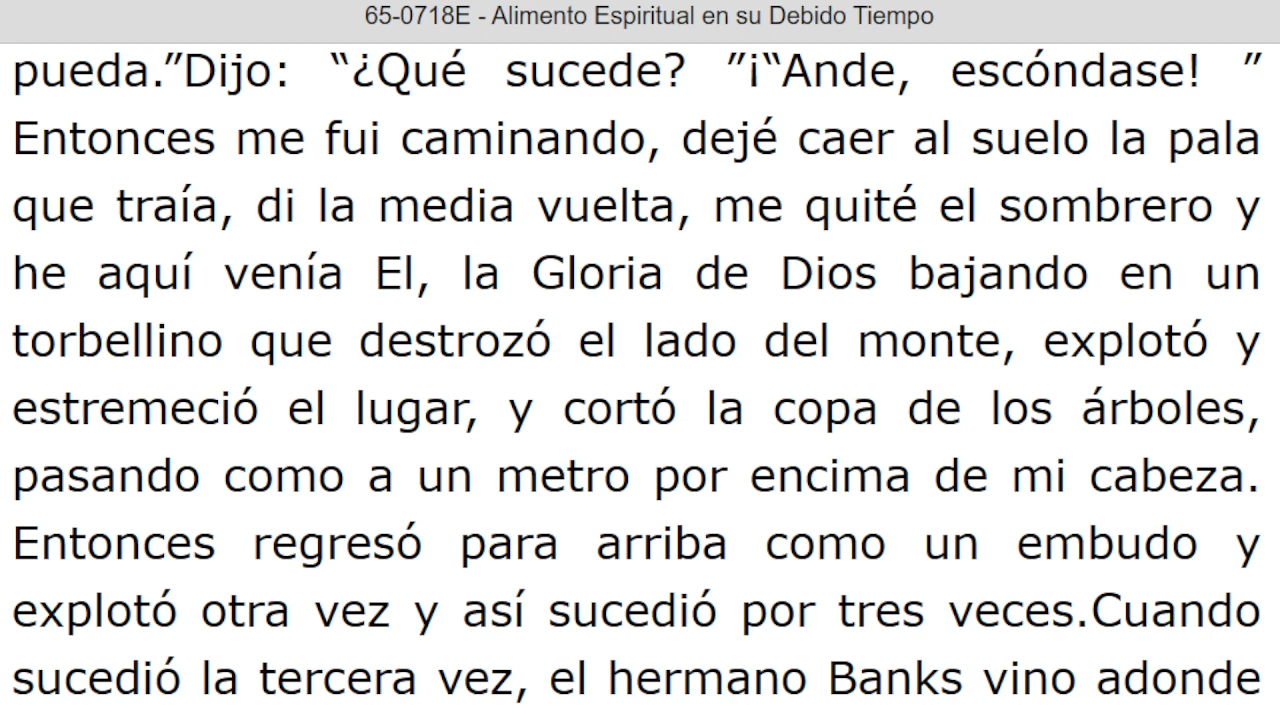 65-0718E - Alimento Espiritual en su Debido Tiempo
pueda.”Dijo: “¿Qué sucede? ”¡“Ande, escóndase! ”
Entonces me fui caminando, dejé caer al suelo la pala
que traía, di la media vuelta, me quité el sombrero y
he aquí venía El, la Gloria de Dios bajando en un
torbellino que destrozó el lado del monte, explotó y
estremeció el lugar, y cortó la copa de los árboles,
pasando como a un metro por encima de mi cabeza.
Entonces regresó para arriba como un embudo y
explotó otra vez y así sucedió por tres veces.Cuando
sucedió la tercera vez, el hermano Banks vino adonde